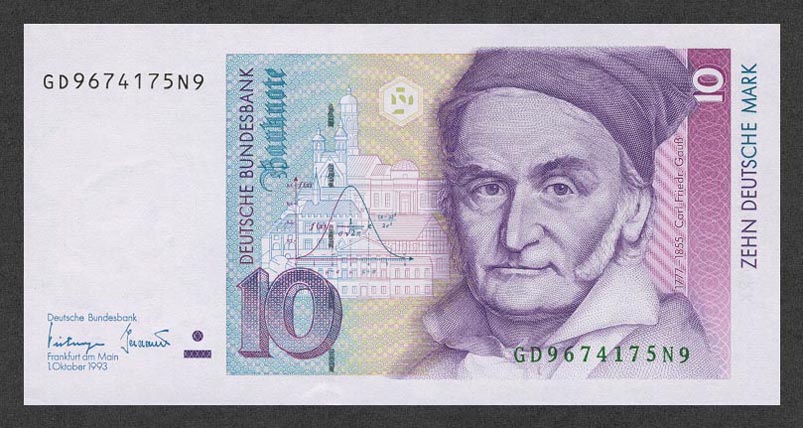 GD9674175N9
DEUTSCHE BUNDESBANK
Banknote
10
ZEHN DEUTSCHE MARK
1777–1855 Carl Friedr. Gauß
f(x)
10
Deutsche Bundesbank
Frankfurt am Main
1. Oktober 1993
GD9674175N9